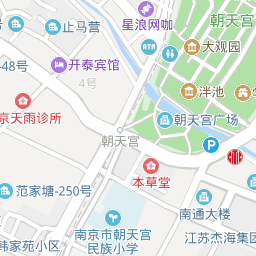 星浪网咖
止马营
朝天宫
ATM
大观园
开泰宾馆
-48号
4号
泮池
京天雨诊所
朝天宫广场
朝天宫
P
本草堂
范家塘-250号
南通大楼
南京市朝天宫
民族小学
江苏杰海集团
韩家苑小区